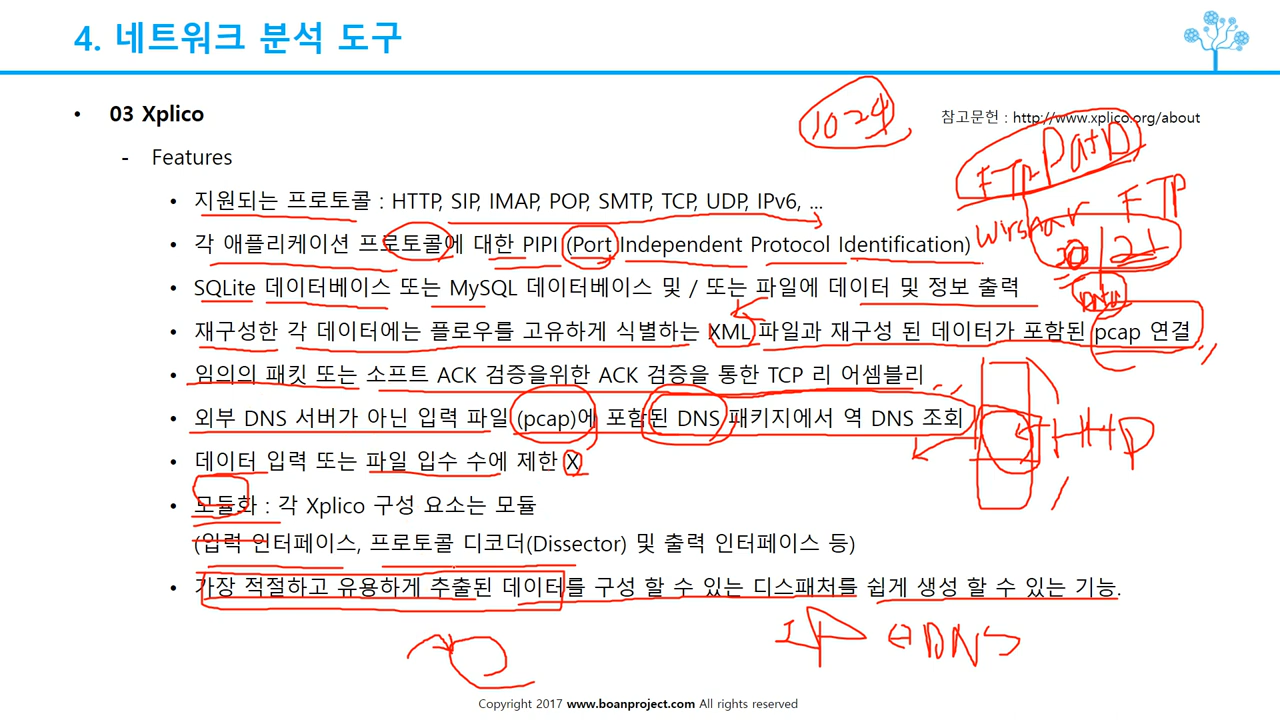 4. 네트워크 분석 도구
• 03 Xplico
참고문헌 : http://www.xplico.org/about
- Features
• 지원되는 프로토콜 : HTTP, SIP, IMAP, POP, SMTP, TCP, UDP, IPv6, ...
• 각 애플리케이션 프로토콜에 대한 PIPI (Port Independent Protocol Identification)
• SQLite 데이터베이스 또는 MySQL 데이터베이스 및 / 또는 파일에 데이터 및 정보 출력
• 재구성한 각 데이터에는 플로우를 고유하게 식별하는 XML 파일과 재구성 된 데이터가 포함된 pcap 연결
• 임의의 패킷 또는 소프트 ACK 검증을위한 ACK 검증을 통한 TCP 리 어셈블리
• 외부 DNS 서버가 아닌 입력 파일 (pcap)에 포함된 DNS 패키지에서 역 DNS 조회
• 데이터 입력 또는 파일 입수 수에 제한 X
• 모듈화 : 각 Xplico 구성 요소는 모듈
(입력 인터페이스, 프로토콜 디코더(Dissector) 및 출력 인터페이스 등)
• 가장 적절하고 유용하게 추출된 데이터를 구성 할 수 있는 디스패처를 쉽게 생성 할 수 있는 기능.
1024
FTP
FTP
21
IP DNS
Copyright 2017 www.boanproject.com All rights reserved